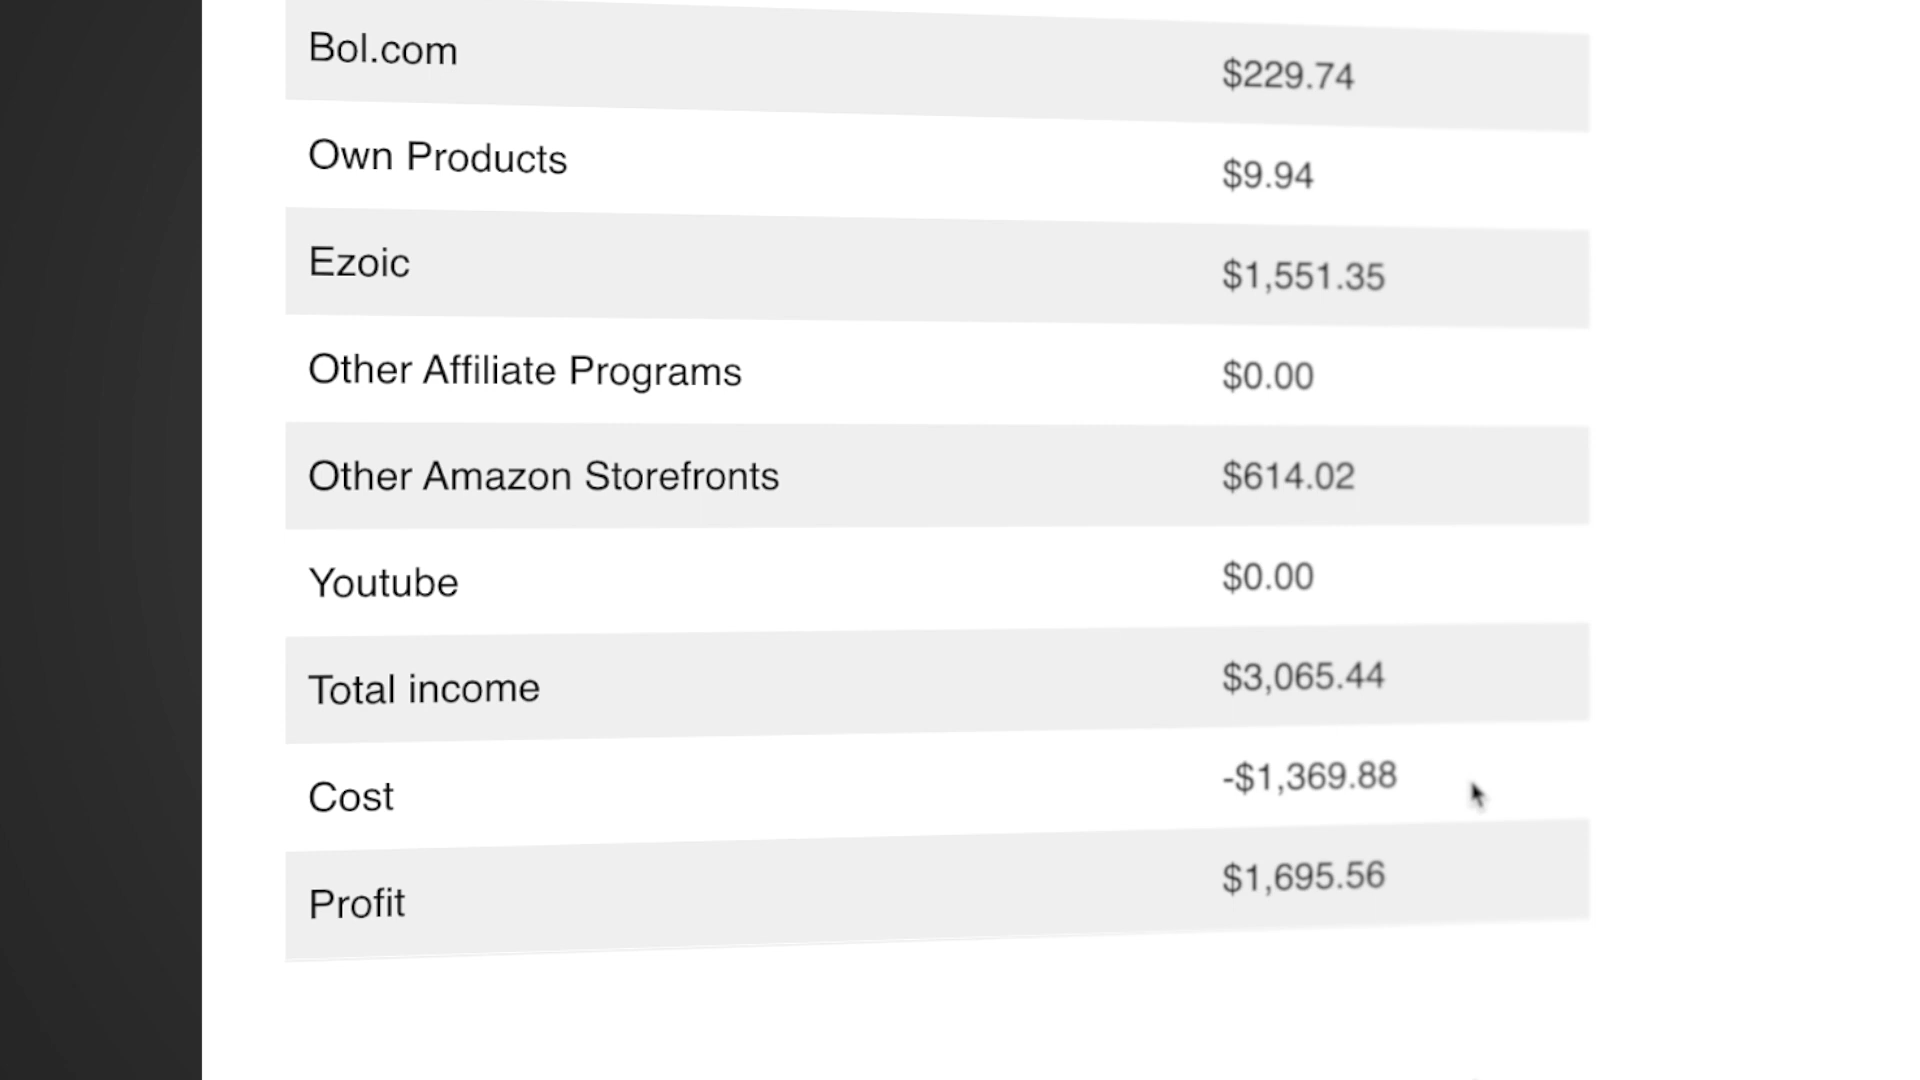 Bol.com $229.74
Own Products $9.94
Ezoic $1,551.35
Other Affiliate Programs $0.00
Other Amazon Storefronts $614.02
Youtube $0.00
Total income $3,065.44
Cost -$1,369.88
Profit $1,695.56